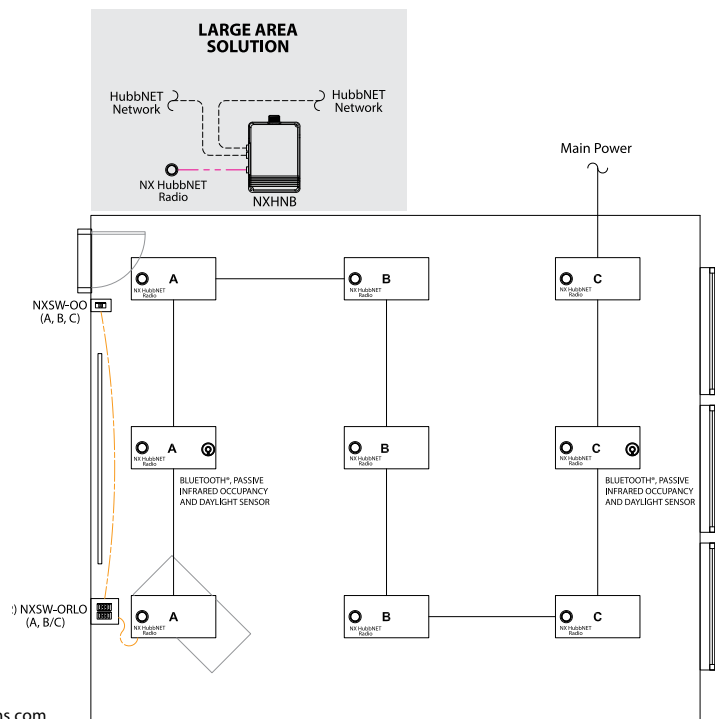 LARGE AREA
SOLUTION
HubbNET
Network
HubbNET
Network
NX HubbNET
Radio
NXHNB
Main Power
A
NX HubbNET
Radio
B
NX HubbNET
Radio
C
NX HubbNET
Radio
NXSW-OO
(A, B, C)
A
NX HubbNET
Radio
B
NX HubbNET
Radio
C
NX HubbNET
Radio
BLUETOOTH®, PASSIVE
INFRARED OCCUPANCY
AND DAYLIGHT SENSOR
BLUETOOTH®, PASSIVE
INFRARED OCCUPANCY
AND DAYLIGHT SENSOR
) NXSW-ORLO
(A, B/C)
A
NX HubbNET
Radio
B
NX HubbNET
Radio
C
NX HubbNET
Radio
ns.com